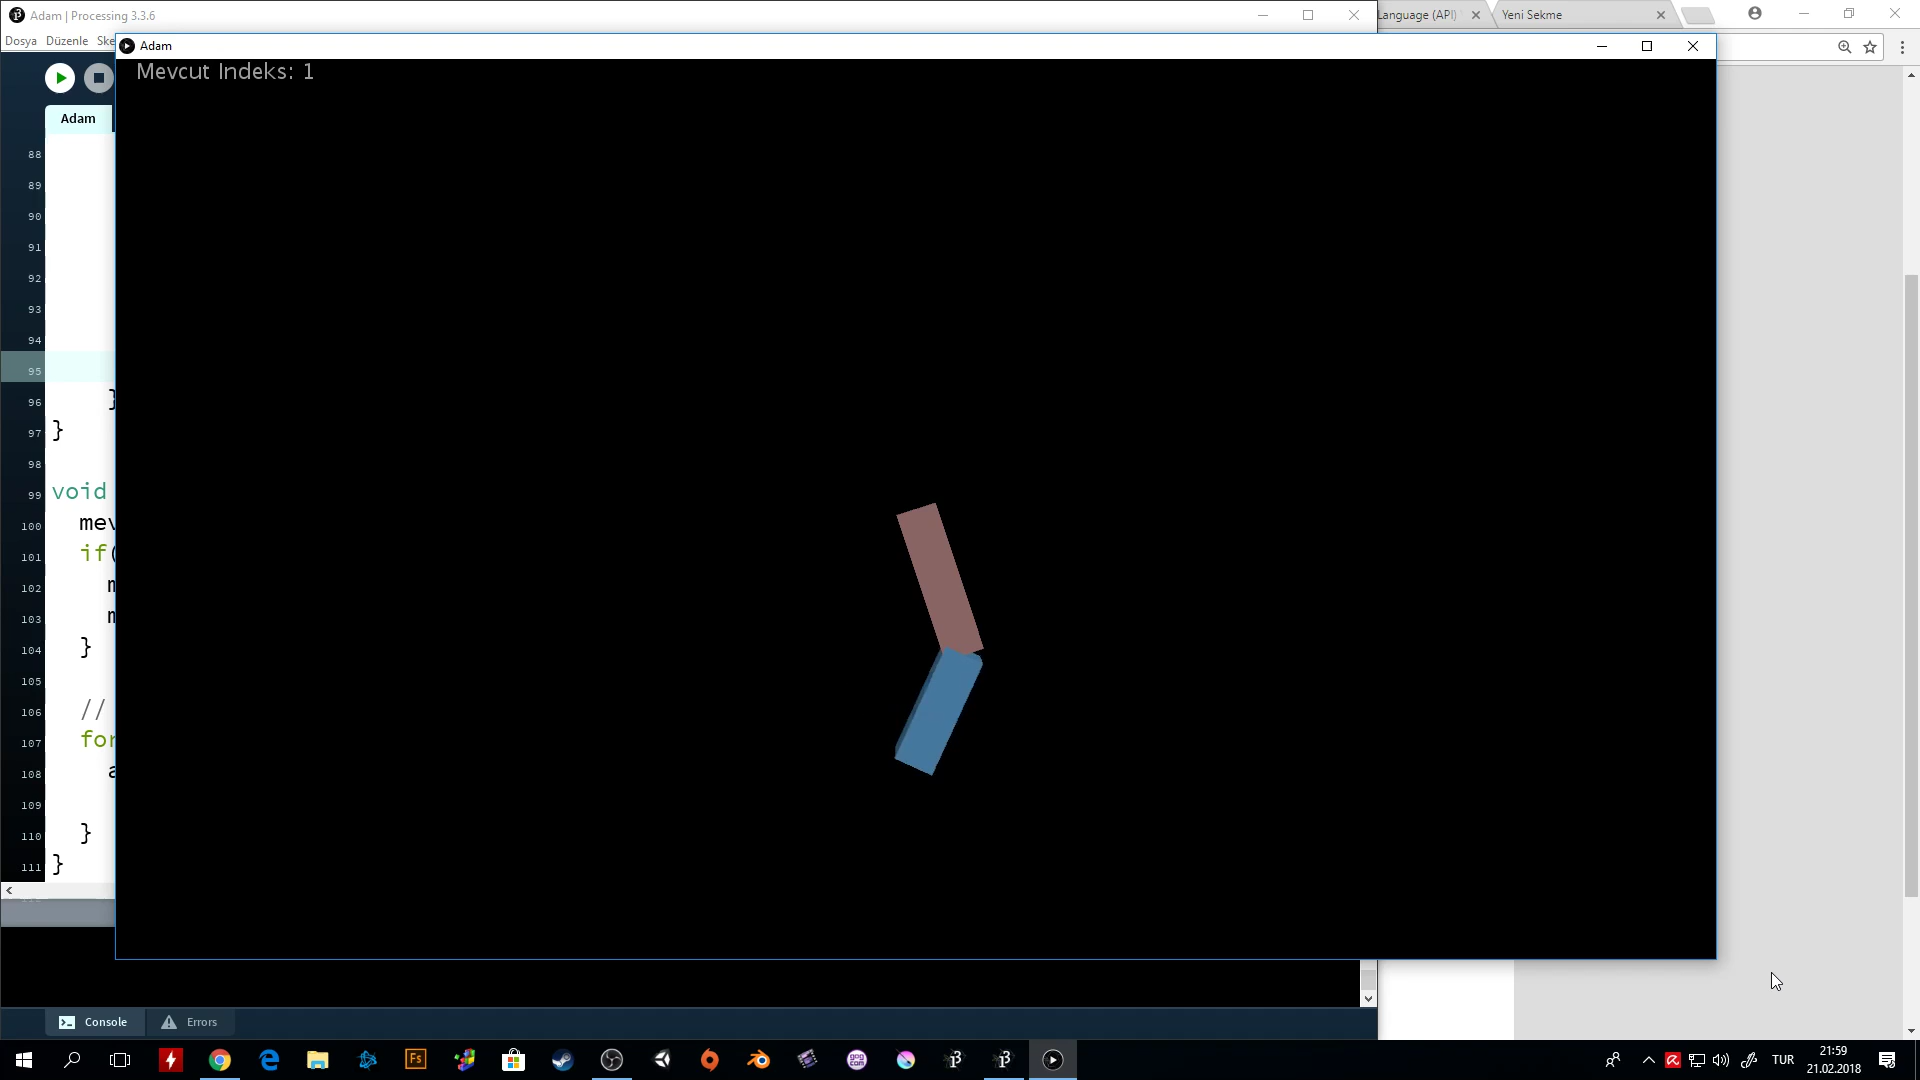 Adam | Processing 3.3.6
Language (API)
Yeni Sekme
Dosya Düzenle Ske
Adam
Mevcut Indeks: 1
Adam
88
89
90
91
92
93
94
95
96 }
97 }
98
99 void
100 mev
101 if(
102 m
103 m
104 }
105
106 //
107 for
108 a
109
110 }
111 }
Console
Errors
TUR
21:59
21.02.2018